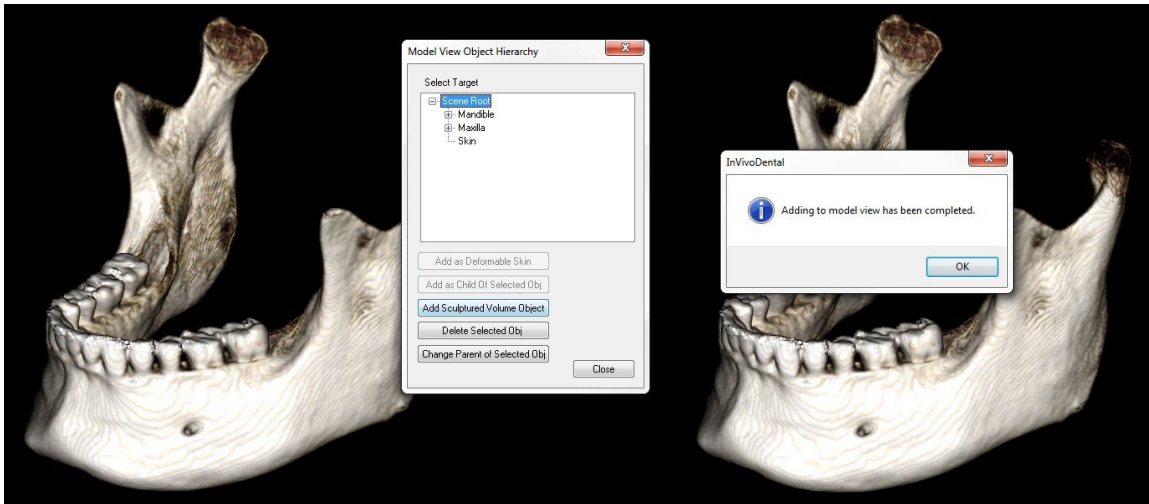 Model View Object Hierarchy
Select Target
Scene Root
Mandible
Maxilla
Skin
Add as Deformable Skin
Add as Child Of Selected Obj
Add Sculptured Volume Object
Delete Selected Obj
Change Parent of Selected Obj
Close
InVivoDental
Adding to model view has been completed.
OK